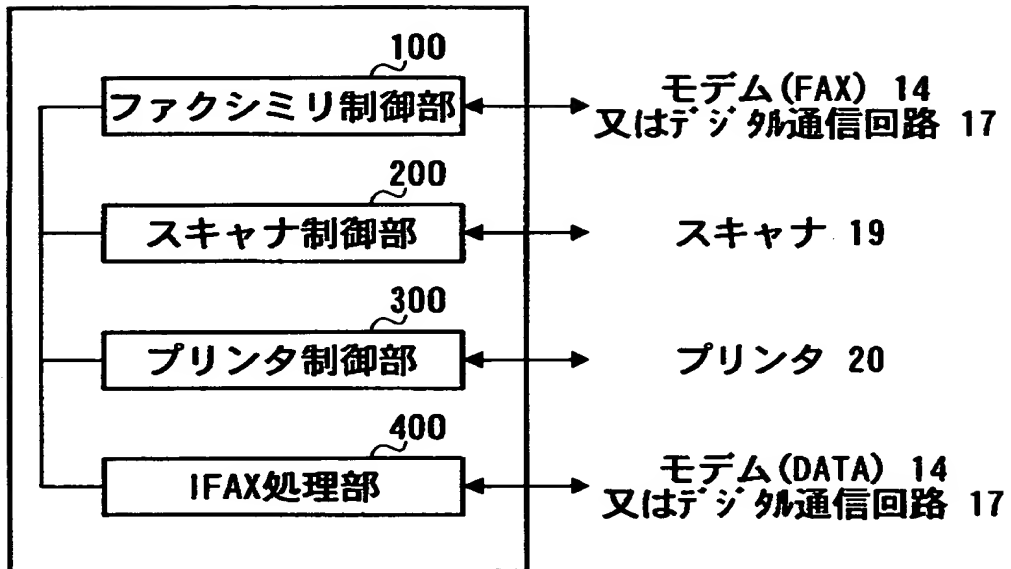 100
ファクシミリ制御部
モデム(FAX) 14
又はデジタル通信回路 17
200
スキャナ制御部
スキャナ 19
300
プリンタ制御部
プリンタ 20
400
IFAX処理部
モデム(DATA) 14
又はデジタル通信回路 17